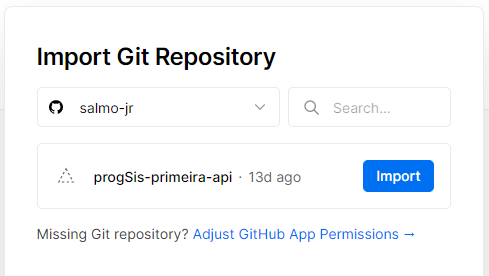 Import Git Repository
salmo-jr
Search...
progSis-primeira-api · 13d ago
Import
Missing Git repository? Adjust GitHub App Permissions →